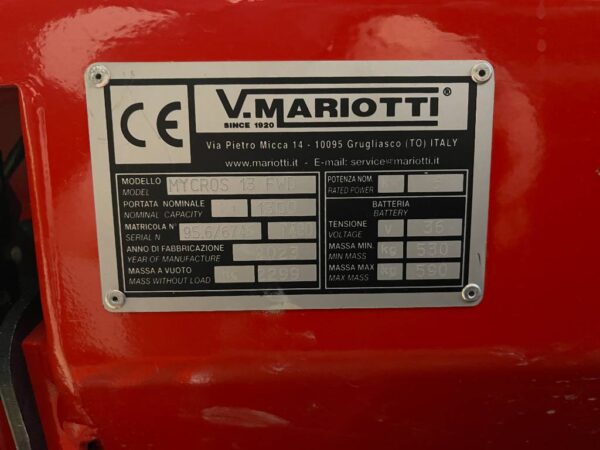 CE
V.MARIOTTI®
SINCE 1920
Via Pietro Micca 14 - 10095 Grugliasco (TO) ITALY
www.mariotti.it - E-mail: service@mariotti.it
MODELLO MYCROS 13 FWD
MODEL
PORTATA NOMINALE
NOMINAL CAPACITY
MATRICOLA N°
SERIAL N
ANNO DI FABBRICAZIONE 2023
YEAR OF MANUFACTURE
MASSA A VUOTO kg 2299
MASS WITHOUT LOAD
POTENZA NOM.
RATED POWER
BATTERIA
BATTERY
TENSIONE V 36
VOLTAGE
MASSA MIN. kg 530
MIN MASS
MASSA MAX kg 590
MAX MASS